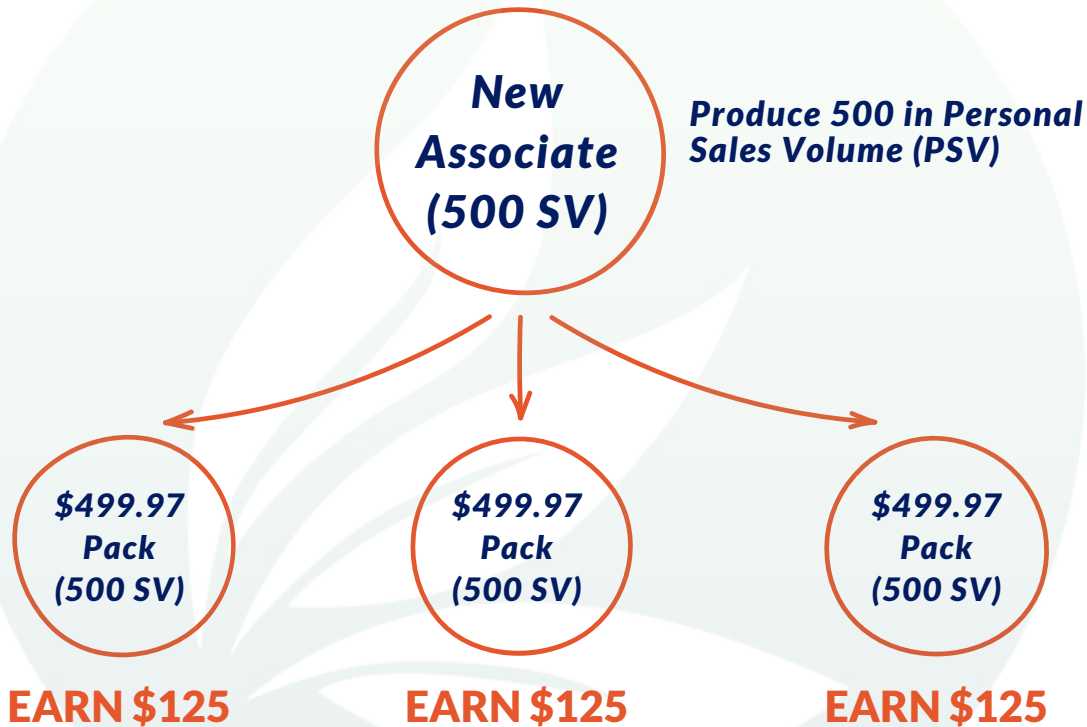 New
Associate
(500 SV)
Produce 500 in Personal
Sales Volume (PSV)
$499.97
Pack
(500 SV)
$499.97
Pack
(500 SV)
$499.97
Pack
(500 SV)
EARN $125
EARN $125
EARN $125